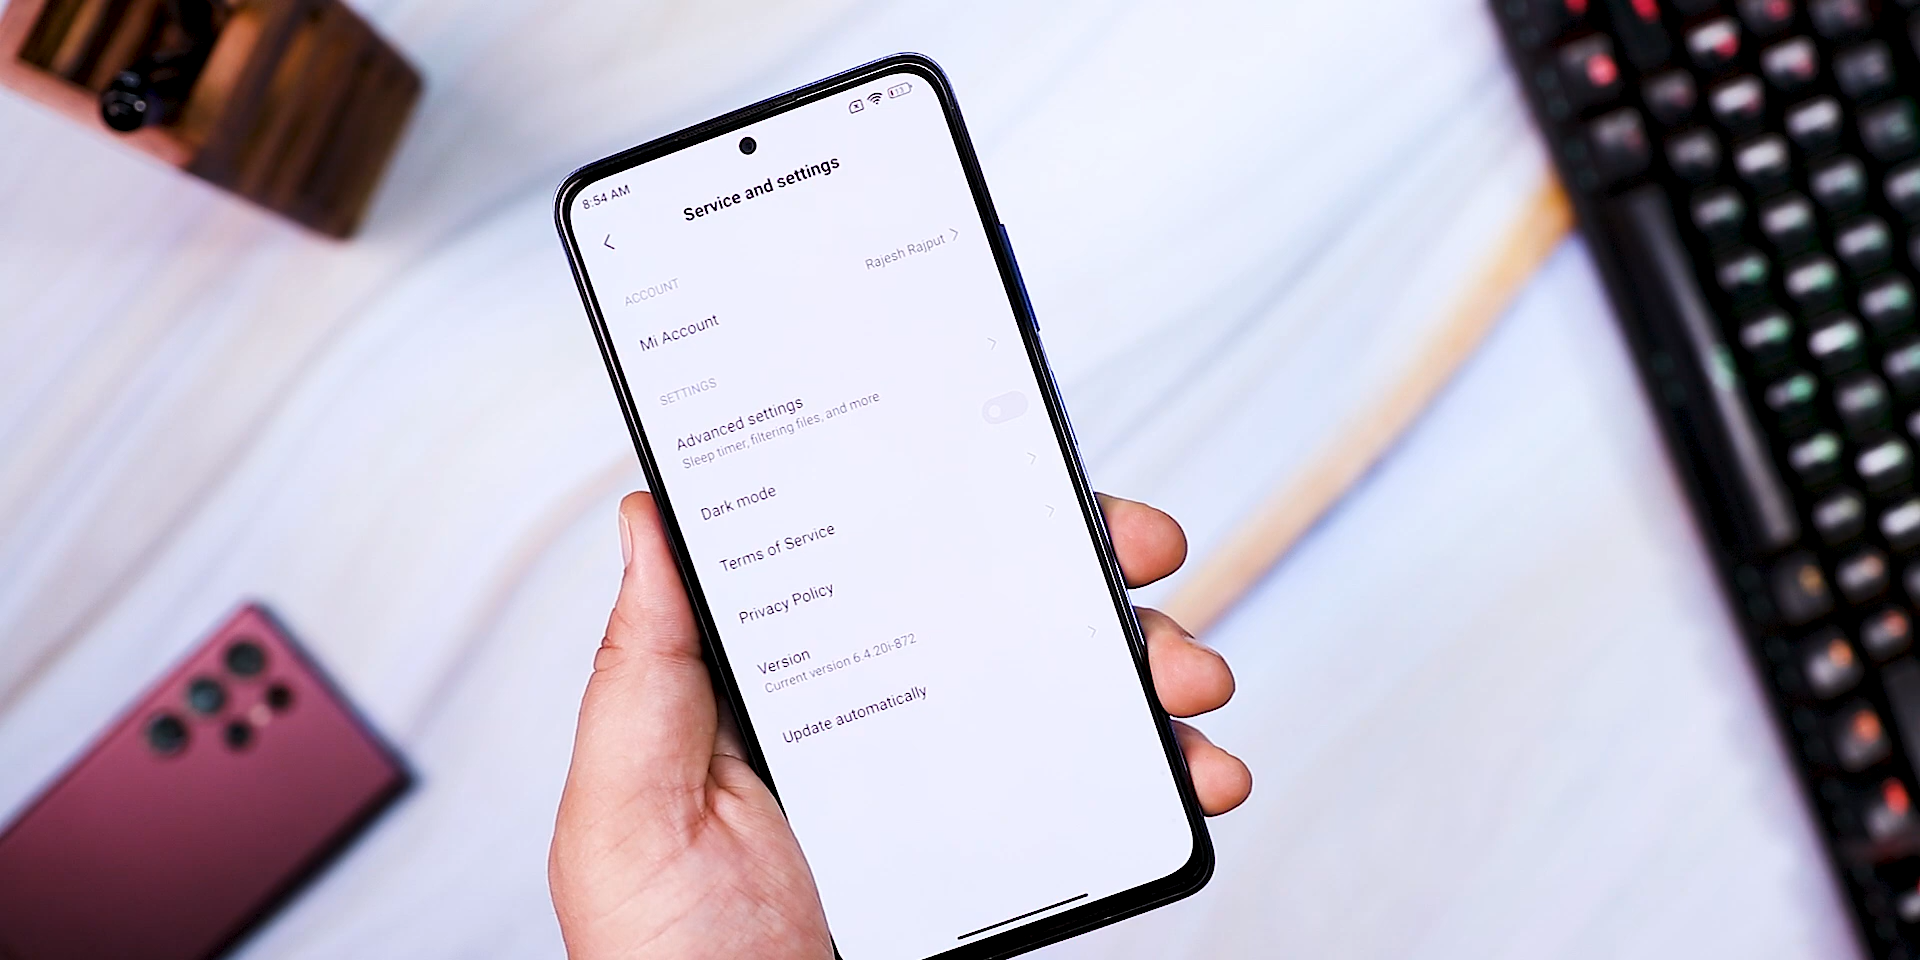 8:54 AM
13
Service and settings
ACCOUNT
Mi Account
Rajesh Rajput
SETTINGS
Advanced settings
Sleep timer, filtering files, and more
Dark mode
Terms of Service
Privacy Policy
Version
Current version 6.4.20i-872
Update automatically